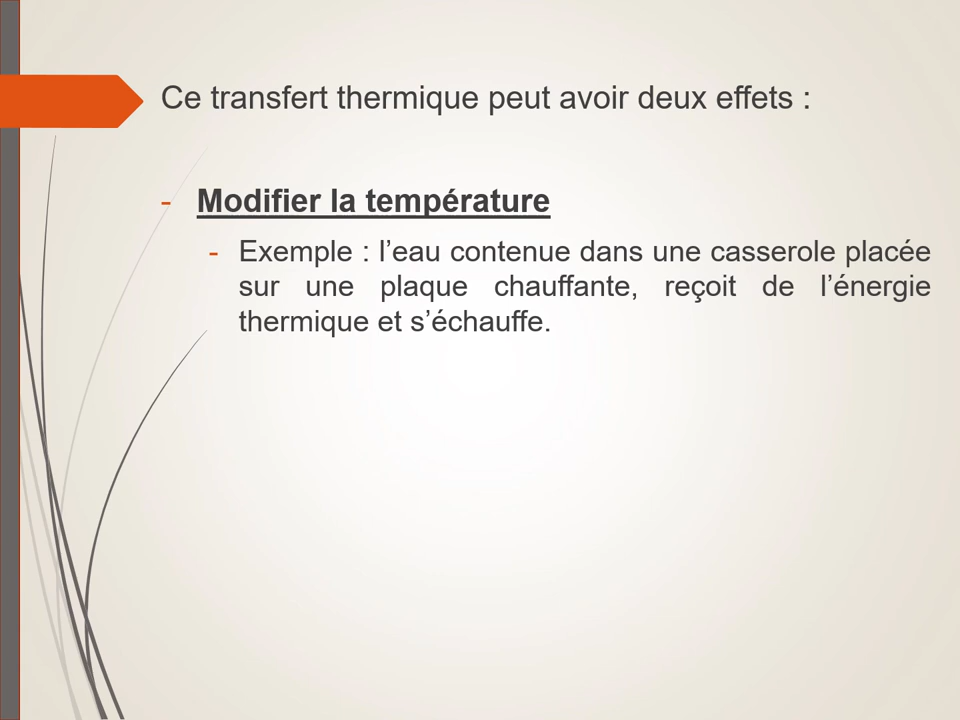 Ce transfert thermique peut avoir deux effets :
- Modifier la température
- Exemple : l’eau contenue dans une casserole placée
sur une plaque chauffante, reçoit de l’énergie
thermique et s’échauffe.